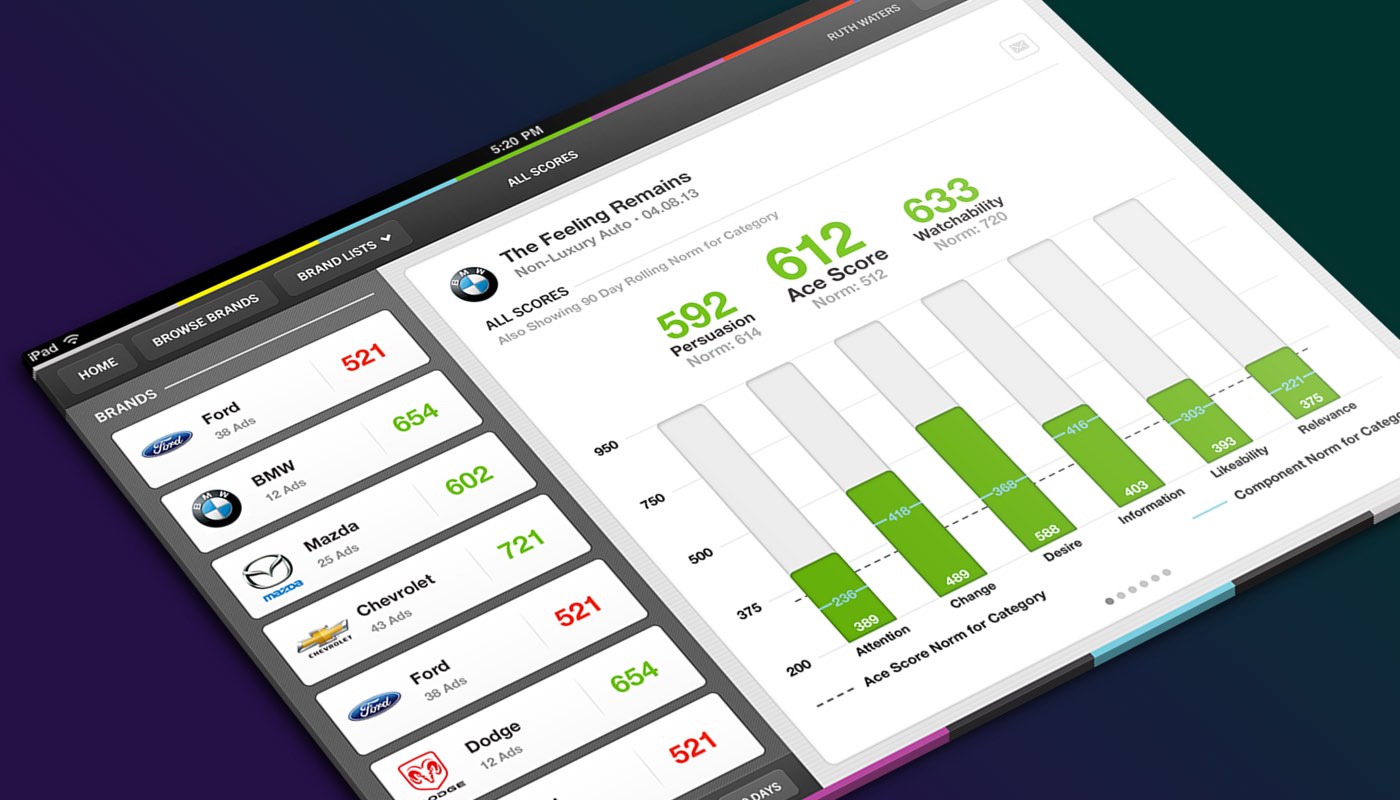 iPad
5:20 PM
HOME
BROWSE BRANDS
BRAND LISTS
ALL SCORES
RUTH WATERS
BRANDS
Ford
38 Ads
521
BMW
12 Ads
654
Mazda
25 Ads
602
mazda
Chevrolet
43 Ads
721
CHEVROLET
Ford
38 Ads
521
Dodge
12 Ads
654
521
DAYS
BMW
The Feeling Remains
Non-Luxury Auto • 04.08.13
ALL SCORES
Also Showing 90 Day Rolling Norm for Category
592
Persuasion
Norm: 614
612
Ace Score
Norm: 512
633
Watchability
Norm: 720
950
750
500
375
200
236
389
Attention
418
489
Change
368
588
Desire
416
403
Information
303
393
Likeability
221
375
Relevance
Ace Score Norm for Category
Component Norm for Catego